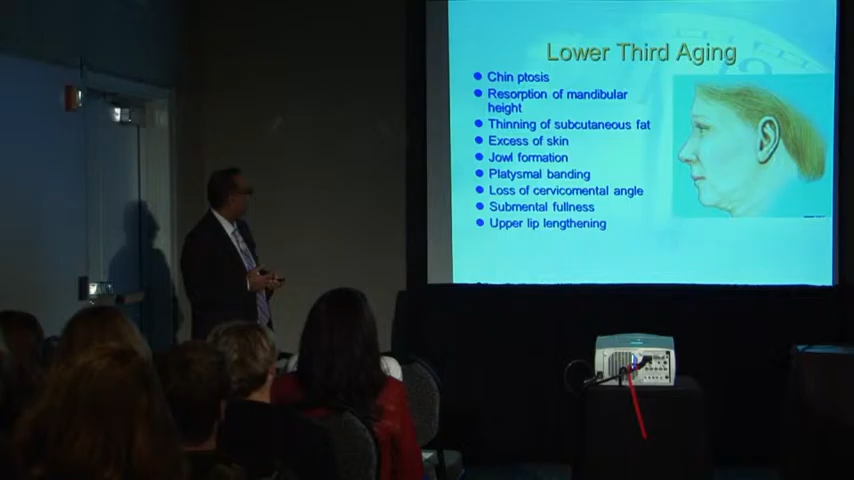 Lower Third Aging
Chin ptosis
Resorption of mandibular
height
Thinning of subcutaneous fat
Excess of skin
Jowl formation
Platysmal banding
Loss of cervicomental angle
Submental fullness
Upper lip lengthening